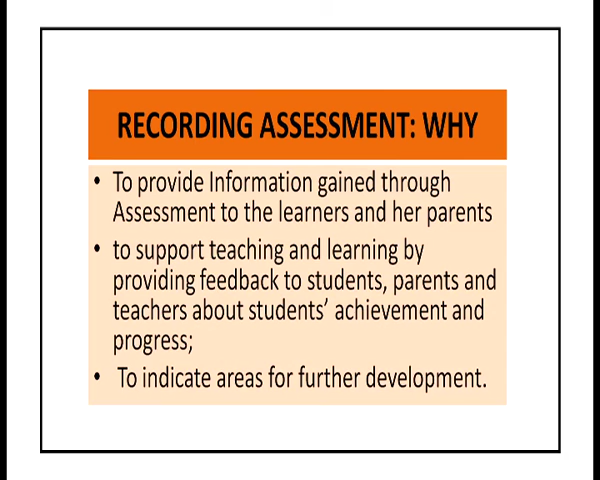 RECORDING ASSESSMENT: WHY
• To provide Information gained through
Assessment to the learners and her parents
• to support teaching and learning by
providing feedback to students, parents and
teachers about students’ achievement and
progress;
• To indicate areas for further development.